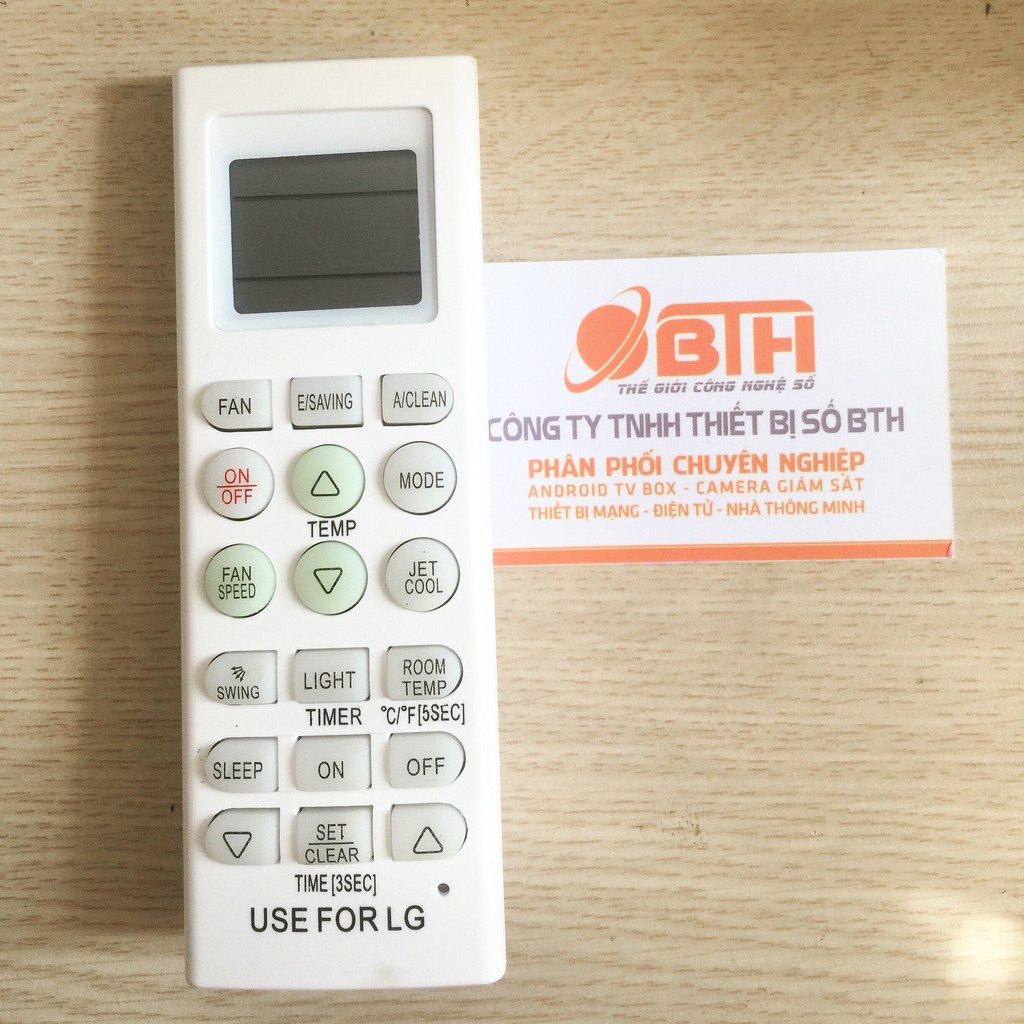 FAN E/SAVING A/CLEAN
ON
OFF
MODE
TEMP
FAN
SPEED
JET
COOL
SWING
LIGHT
ROOM
TEMP
TIMER °C/°F[5SEC]
SLEEP ON OFF
SET
CLEAR
TIME [3SEC]
USE FOR LG
BTH
THẾ GIỚI CÔNG NGHỆ SỐ
CÔNG TY TNHH THIẾT BỊ SỐ BTH
PHÂN PHỐI CHUYÊN NGHIỆP
ANDROID TV BOX - CAMERA GIÁM SÁT
THIẾT BỊ MẠNG - ĐIỆN TỬ - NHÀ THÔNG MINH